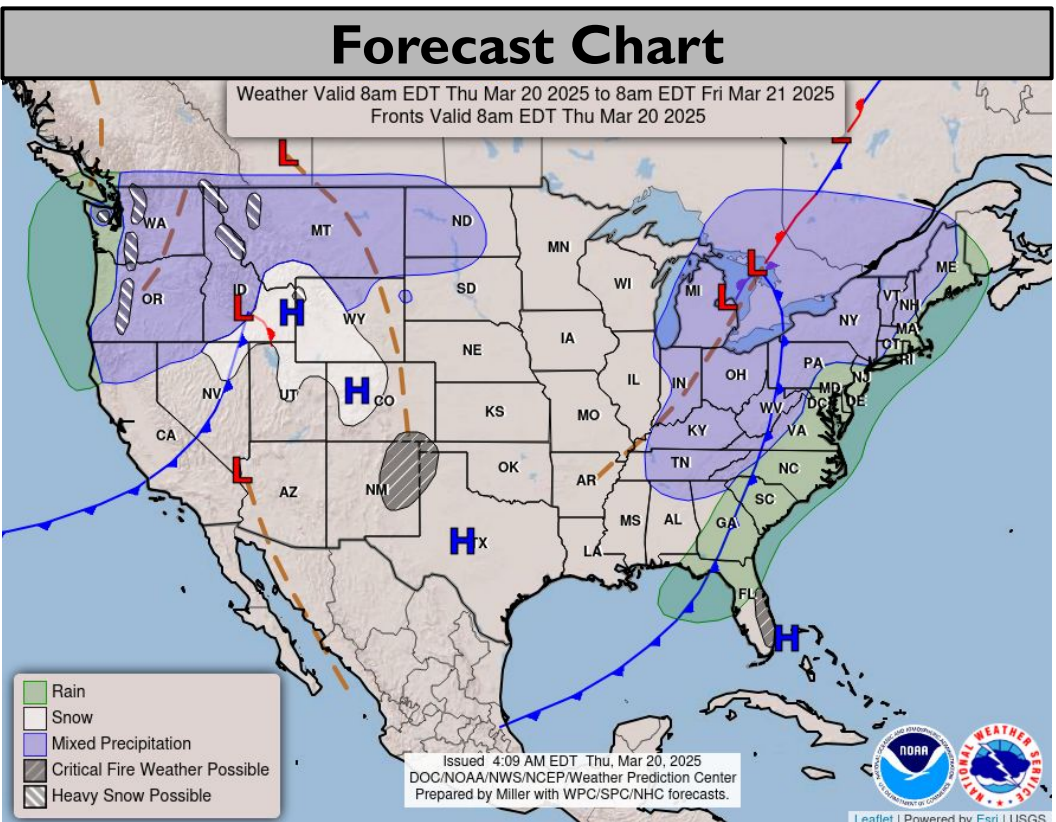 Forecast Chart
Weather Valid 8am EDT Thu Mar 20 2025 to 8am EDT Fri Mar 21 2025
Fronts Valid 8am EDT Thu Mar 20 2025
L
L
WA
MT
ND
MN
ME
VT
NH
L
OR
ID
L
H
WY
SD
WI
MI
L
NY
MA
CT
RI
NV
UT
H
CO
NE
IA
IL
IN
OH
PA
NJ
MD
DE
DC
CA
KS
MO
KY
WV
VA
L
AZ
NM
OK
AR
TN
NC
SC
H
TX
LA
MS
AL
GA
FL
H
Rain
Snow
Mixed Precipitation
Critical Fire Weather Possible
Heavy Snow Possible
Issued 4:09 AM EDT Thu, Mar 20, 2025
DOC/NOAA/NWS/NCEP/Weather Prediction Center
Prepared by Miller with WPC/SPC/NHC forecasts.
NOAA
NATIONAL WEATHER SERVICE
Leaflet | Powered by Esri | USGS